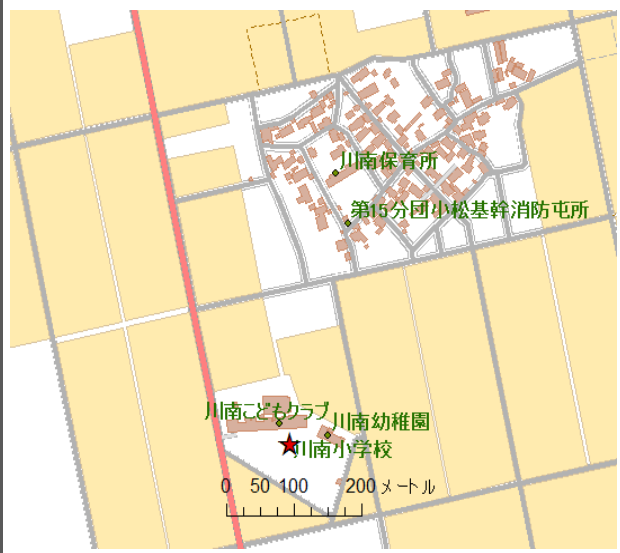 川南保育所
第15分団小松基幹消防屯所
川南こどもクラブ
川南幼稚園
川南小学校
0 50 100 200 メートル